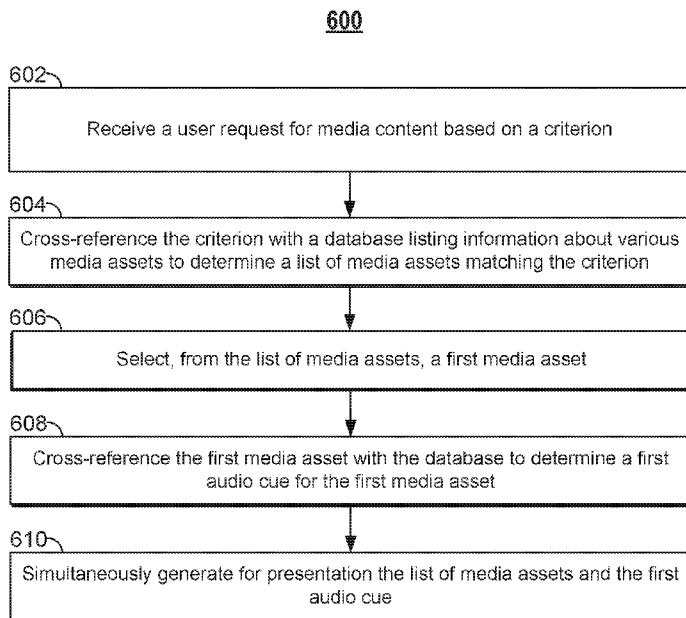 600
602
Receive a user request for media content based on a criterion
604
Cross-reference the criterion with a database listing information about various
media assets to determine a list of media assets matching the criterion
606
Select, from the list of media assets, a first media asset
608
Cross-reference the first media asset with the database to determine a first
audio cue for the first media asset
610
Simultaneously generate for presentation the list of media assets and the first
audio cue